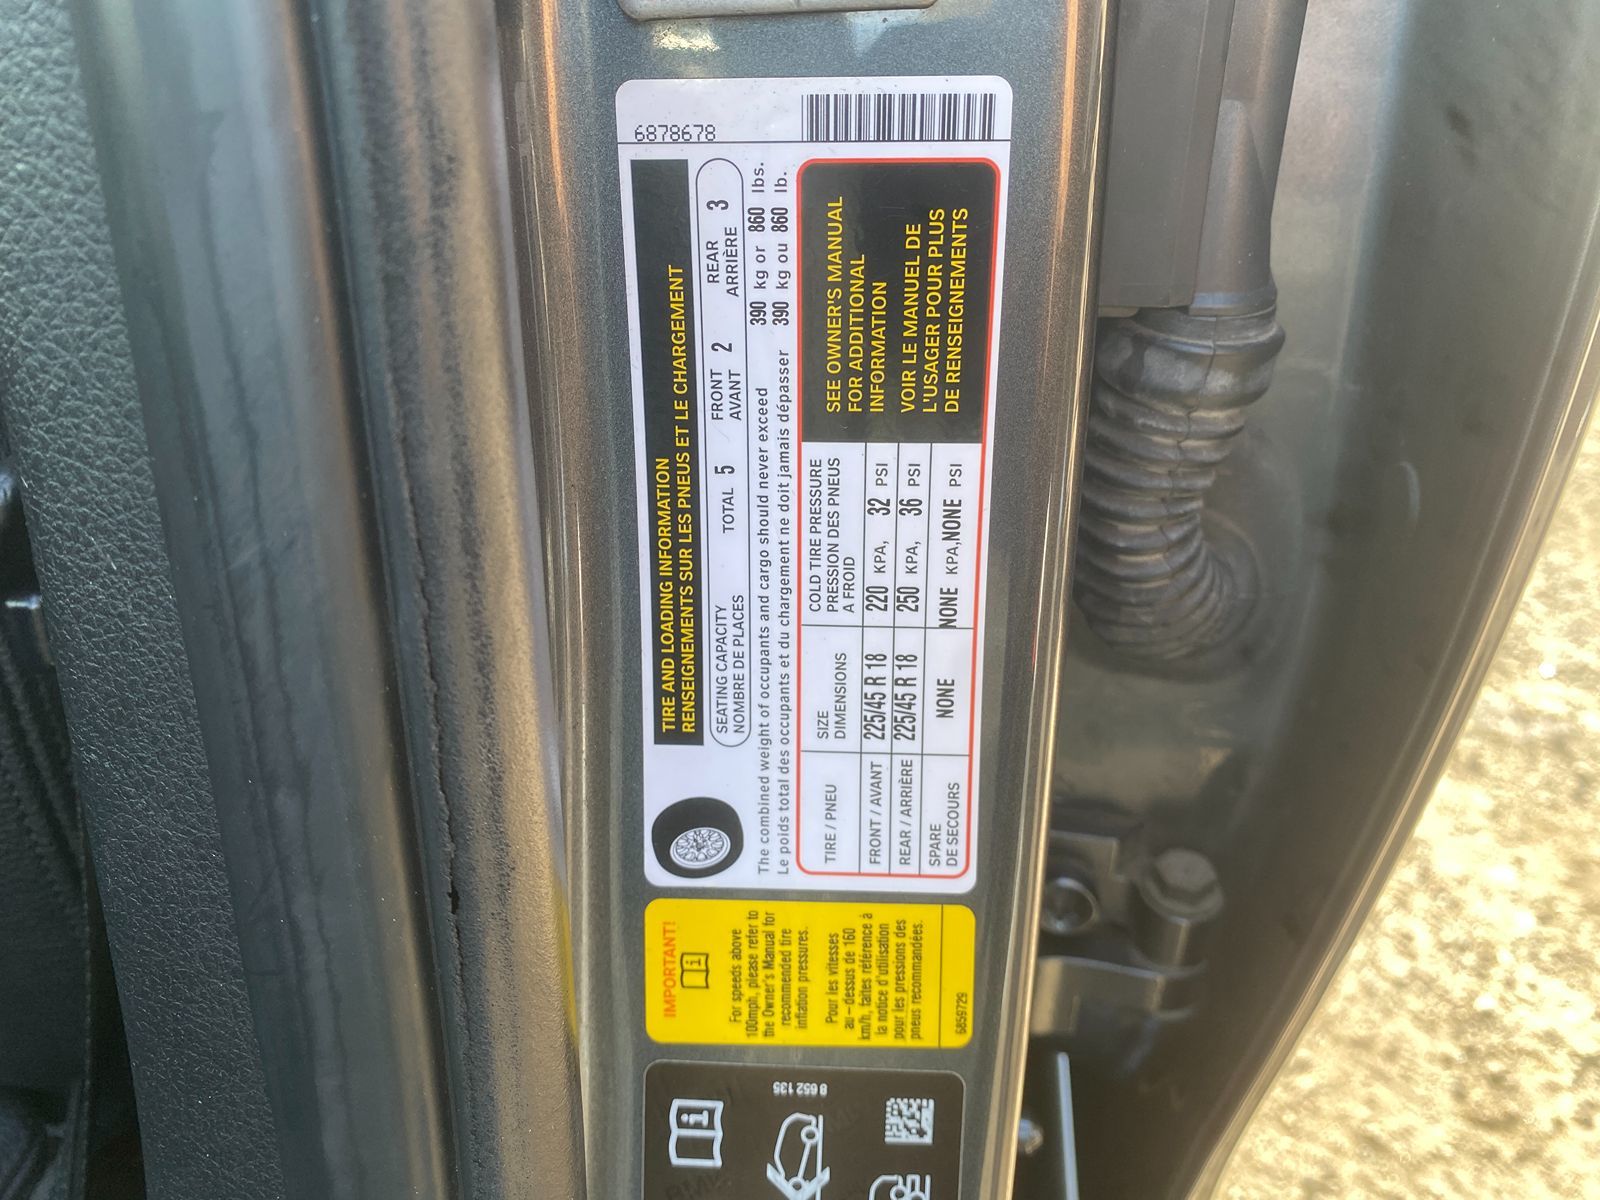 6878678
TIRE AND LOADING INFORMATION
RENSEIGNEMENTS SUR LES PNEUS ET LE CHARGEMENT
SEATING CAPACITY
NOMBRE DE PLACES
TOTAL 5
FRONT
AVANT 2
REAR
ARRIÈRE 3
The combined weight of occupants and cargo should never exceed 390 kg or 860 lbs.
Le poids total des occupants et du chargement ne doit jamais dépasser 390 kg ou 860 lb.
TIRE / PNEU
SIZE
DIMENSIONS
COLD TIRE PRESSURE
PRESSION DES PNEUS
A FROID
FRONT / AVANT 225/45 R 18 220 KPA, 32 PSI
REAR / ARRIÈRE 225/45 R 18 250 KPA, 36 PSI
SPARE
DE SECOURS NONE NONE KPA, NONE PSI
SEE OWNER'S MANUAL
FOR ADDITIONAL
INFORMATION
VOIR LE MANUEL DE
L'USAGER POUR PLUS
DE RENSEIGNEMENTS
IMPORTANT!
For speeds above
100mph, please refer to
the Owner's Manual for
recommended tire
inflation pressures.
Pour les vitesses
au-dessus de 160
km/h, faites référence à
la notice d'utilisation
pour les pressions des
pneus recommandées.
6859729
8 652 135